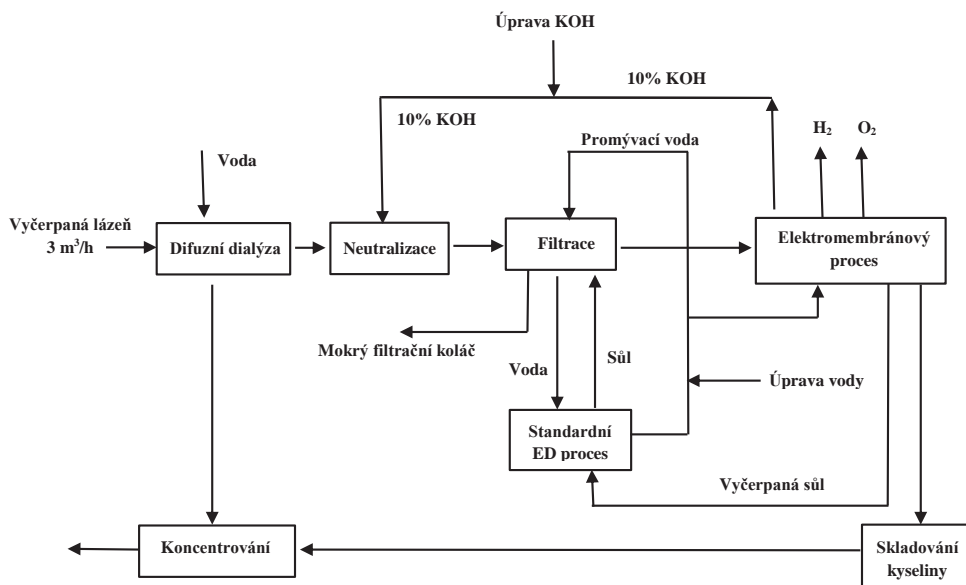 Úprava KOH
10% KOH
10% KOH
H₂
O₂
Promývací voda
Voda
Vyčerpaná lázeň
3 m³/h
Difuzní dialýza
Neutralizace
Filtrace
Elektromembránový
proces
Mokrý filtrační koláč
Voda
Sůl
Úprava vody
Standardní
ED proces
Vyčerpaná sůl
Koncentrování
Skladování
kyseliny